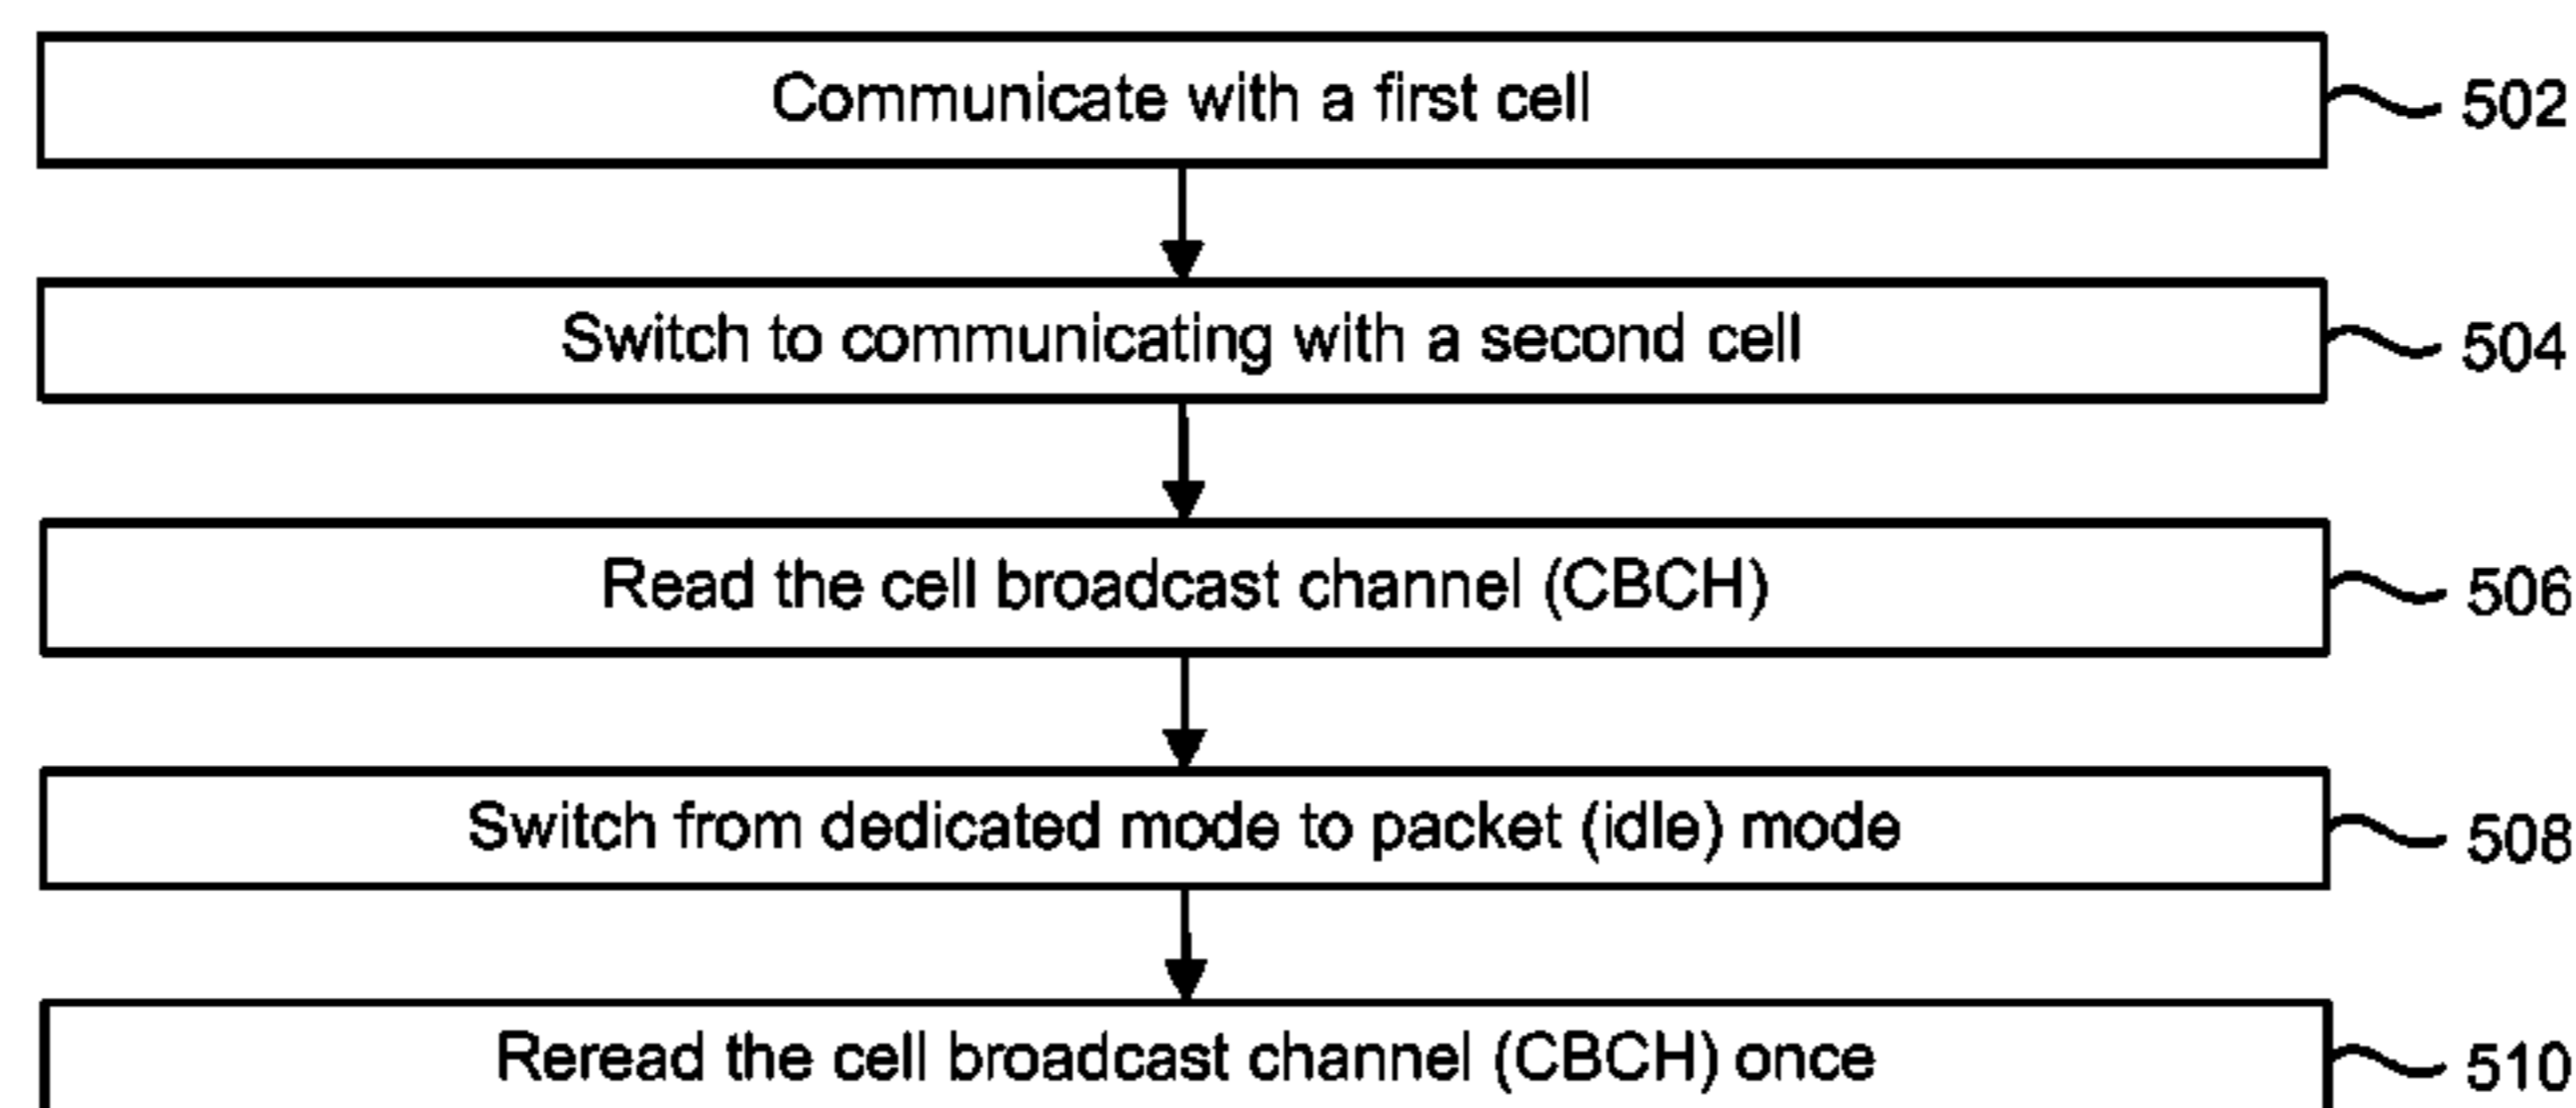 Communicate with a first cell 502
Switch to communicating with a second cell 504
Read the cell broadcast channel (CBCH) 506
Switch from dedicated mode to packet (idle) mode 508
Reread the cell broadcast channel (CBCH) once 510